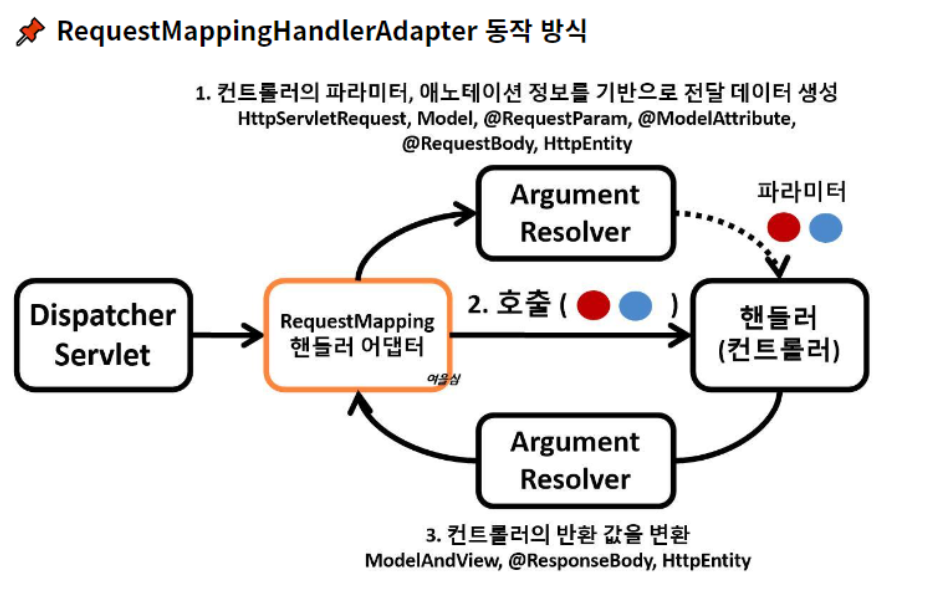 📌 RequestMappingHandlerAdapter 동작 방식
1. 컨트롤러의 파라미터, 애노테이션 정보를 기반으로 전달 데이터 생성
HttpServletRequest, Model, @RequestParam, @ModelAttribute,
@RequestBody, HttpEntity
Argument
Resolver
파라미터
Dispatcher
Servlet
RequestMapping
핸들러 어댑터
여을심
2. 호출 ( )
핸들러
(컨트롤러)
Argument
Resolver
3. 컨트롤러의 반환 값을 변환
ModelAndView, @ResponseBody, HttpEntity